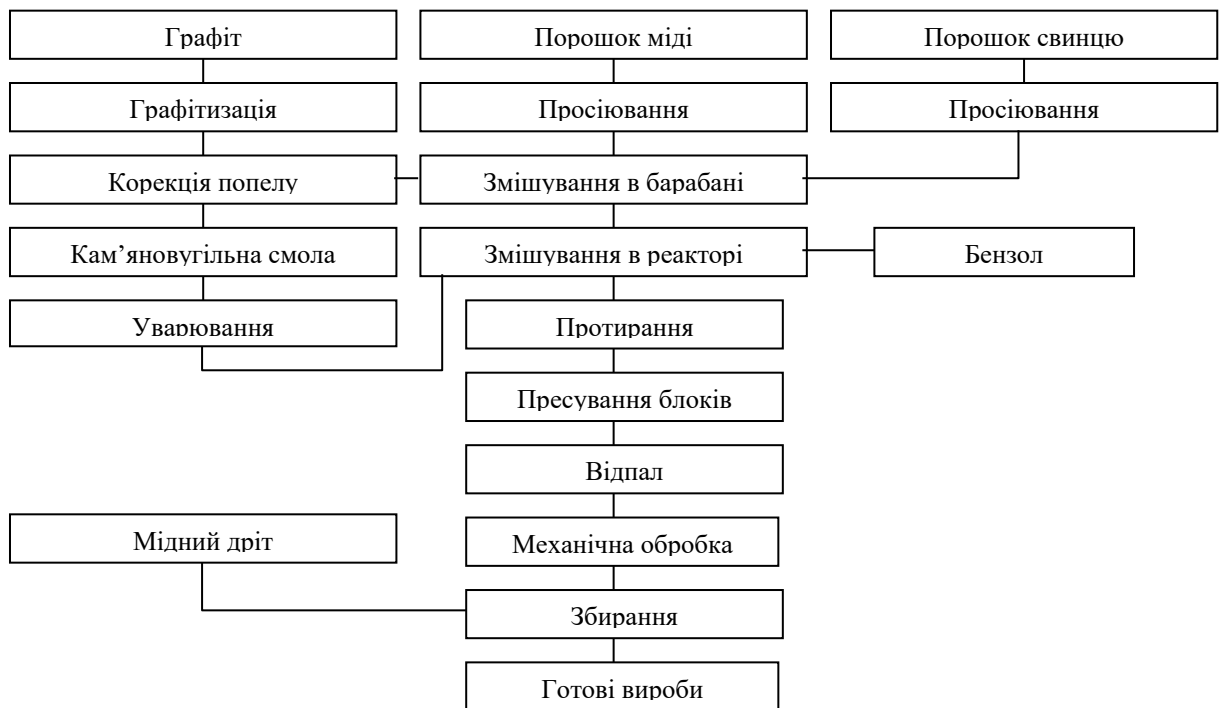 Графіт
Порошок міді
Порошок свинцю
Графітизація
Просіювання
Просіювання
Корекція попелу
Змішування в барабані
Кам’яновугільна смола
Змішування в реакторі
Бензол
Уварювання
Протирання
Пресування блоків
Відпал
Мідний дріт
Механічна обробка
Збирання
Готові вироби